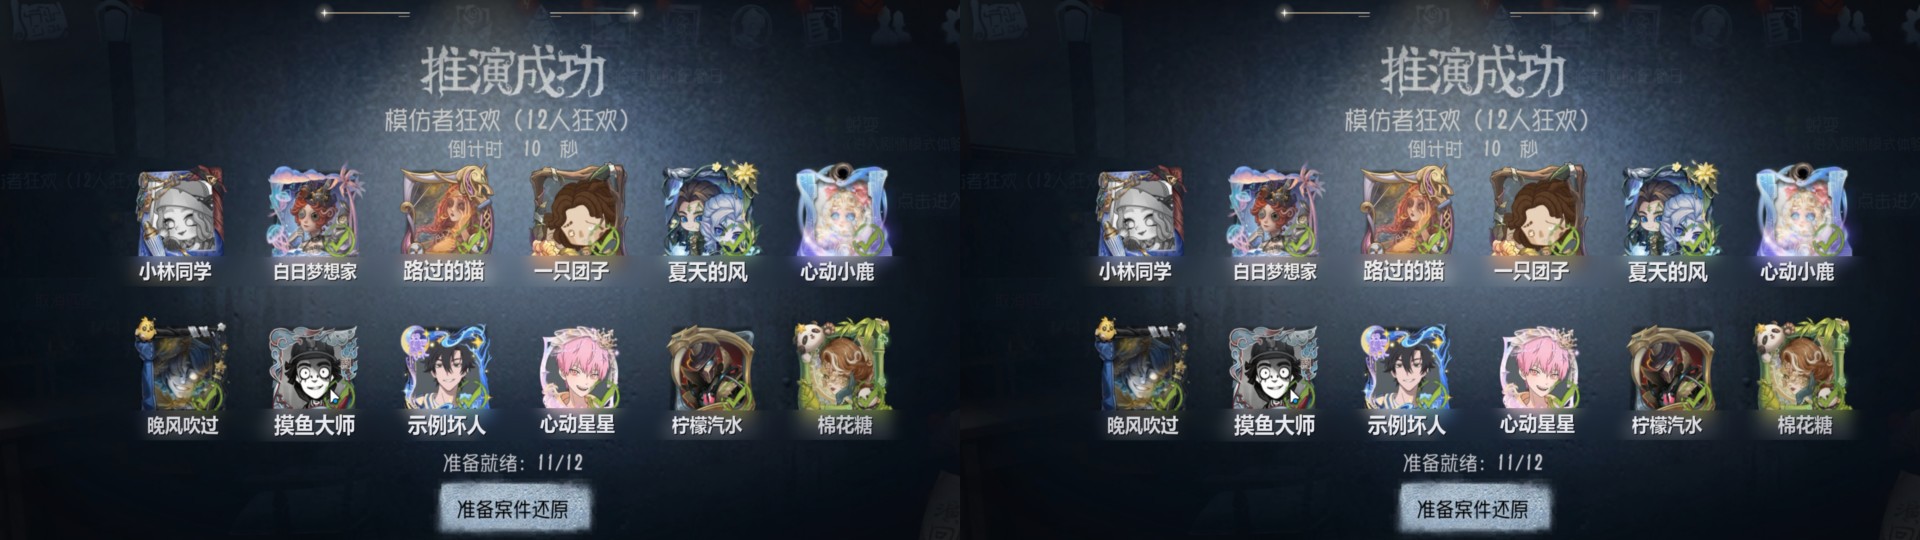 推演成功
模仿者狂欢（12人狂欢）
倒计时 10 秒
小林同学 白日梦想家 路过的猫 一只团子 夏天的风 心动小鹿
晚风吹过 摸鱼大师 示例坏人 心动星星 柠檬汽水 棉花糖
准备就绪：11/12
准备案件还原
推演成功
模仿者狂欢（12人狂欢）
倒计时 10 秒
小林同学 白日梦想家 路过的猫 一只团子 夏天的风 心动小鹿
晚风吹过 摸鱼大师 示例坏人 心动星星 柠檬汽水 棉花糖
准备就绪：11/12
准备案件还原